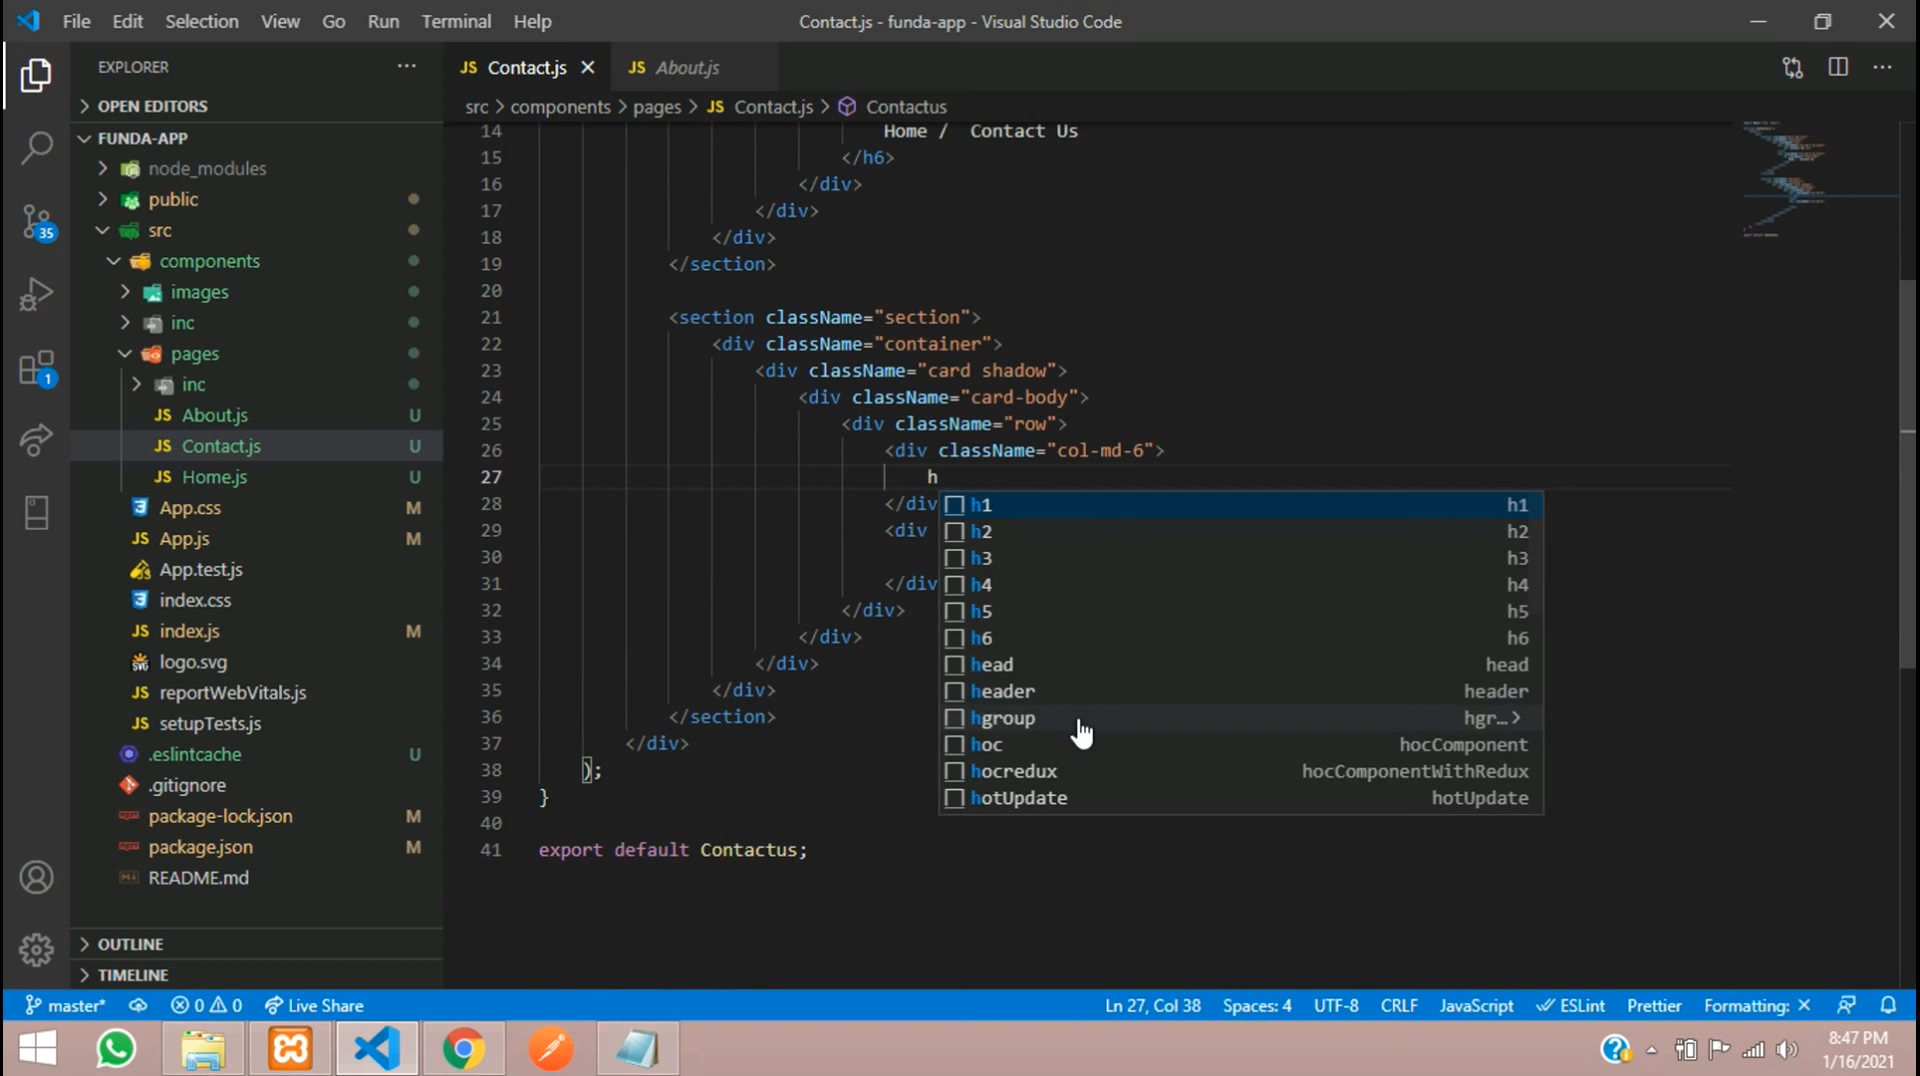 File Edit Selection View Go Run Terminal Help
Contact.js - funda-app - Visual Studio Code
EXPLORER
OPEN EDITORS
FUNDA-APP
node_modules
public
src
components
images
inc
pages
inc
JS About.js U
JS Contact.js U
JS Home.js U
App.css M
JS App.js M
App.test.js
index.css
JS index.js M
logo.svg
JS reportWebVitals.js
JS setupTests.js
.eslintcache U
.gitignore
package-lock.json M
package.json M
README.md
OUTLINE
TIMELINE
35
1
JS Contact.js JS About.js
src > components > pages > JS Contact.js > Contactus
14 Home / Contact Us
15 </h6>
16 </div>
17 </div>
18 </div>
19 </section>
20
21 <section className="section">
22 <div className="container">
23 <div className="card shadow">
24 <div className="card-body">
25 <div className="row">
26 <div className="col-md-6">
27 h
28 </div
29 <div
30
31 </div
32 </div>
33 </div>
34 </div>
35 </div>
36 </section>
37 </div>
38 );
39 }
40
41 export default Contactus;
h1 h1
h2 h2
h3 h3
h4 h4
h5 h5
h6 h6
head head
header header
hgroup hgr…>
hoc hocComponent
hocredux hocComponentWithRedux
hotUpdate hotUpdate
master* 0 0 Live Share
Ln 27, Col 38 Spaces: 4 UTF-8 CRLF JavaScript ESLint Prettier Formatting: ×
8:47 PM
1/16/2021